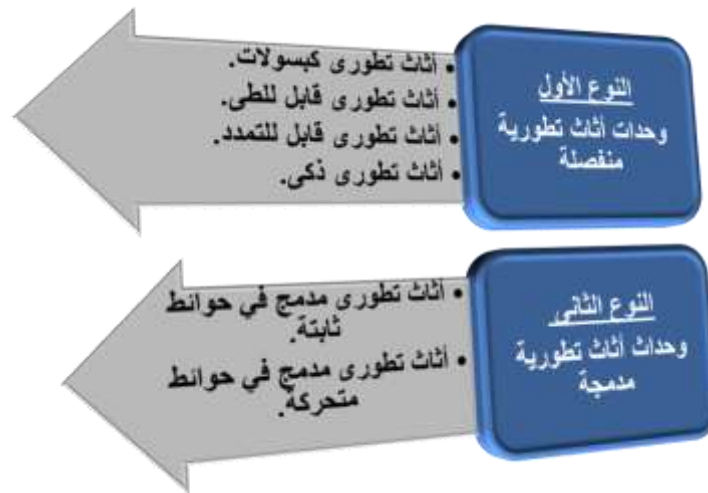 النوع الأول
وحدات أثاث تطورية
منفصلة
• أثاث تطورى كبسولات.
• أثاث تطورى قابل للطى.
• أثاث تطورى قابل للتمدد.
• أثاث تطورى ذكى.
النوع الثانى
وحداث أثاث تطورية
مدمجة
• أثاث تطورى مدمج في حوائط
ثابتة.
• أثاث تطورى مدمج في حوائط
متحركة.